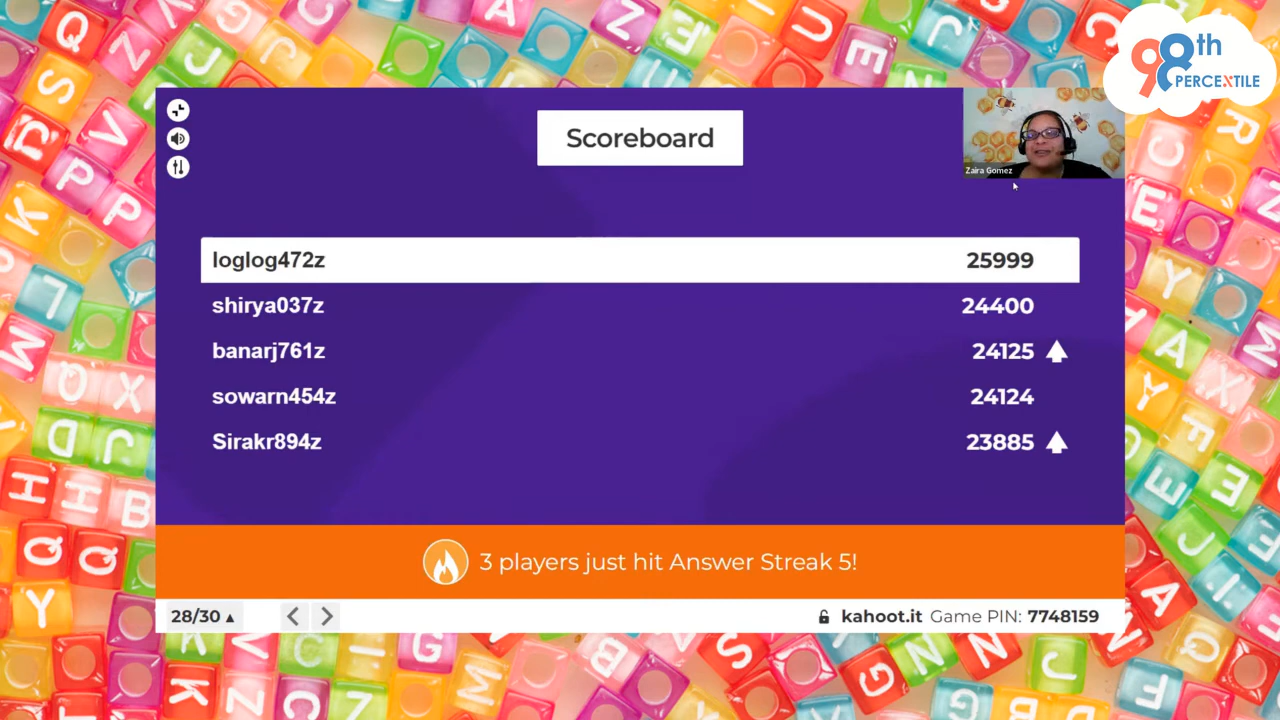 98th
PERCEXTILE
Scoreboard
Zaira Gomez
loglog472z 25999
shirya037z 24400
banarj761z 24125
sowarn454z 24124
Sirakr894z 23885
3 players just hit Answer Streak 5!
28/30 kahoot.it Game PIN: 7748159